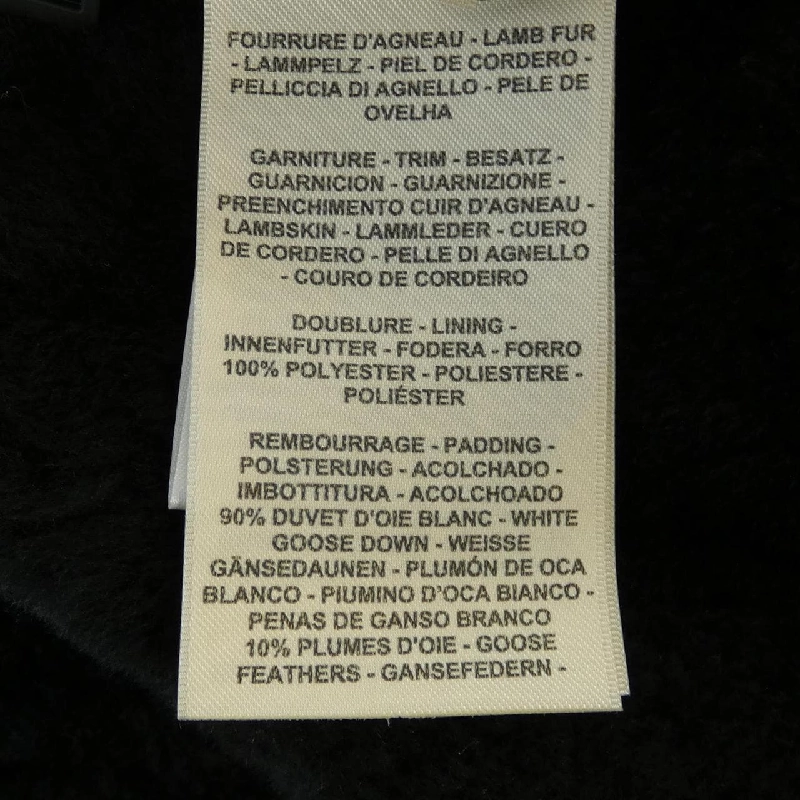 FOURRURE D'AGNEAU - LAMB FUR
- LAMMPELZ - PIEL DE CORDERO -
PELLICCIA DI AGNELLO - PELE DE
OVELHA
GARNITURE - TRIM - BESATZ -
GUARNICION - GUARNIZIONE -
PREENCHIMENTO CUIR D'AGNEAU -
LAMBSKIN - LAMMLEDER - CUERO
DE CORDERO - PELLE DI AGNELLO
- COURO DE CORDEIRO
DOUBLURE - LINING -
INNENFUTTER - FODERA - FORRO
100% POLYESTER - POLIESTERE -
POLIÉSTER
REMBOURRAGE - PADDING -
POLSTERUNG - ACOLCHADO -
IMBOTTITURA - ACOLCHOADO
90% DUVET D'OIE BLANC - WHITE
GOOSE DOWN - WEISSE
GÄNSEDAUNEN - PLUMÓN DE OCA
BLANCO - PIUMINO D'OCA BIANCO -
PENAS DE GANSO BRANCO
10% PLUMES D'OIE - GOOSE
FEATHERS - GANSEFEDERN -